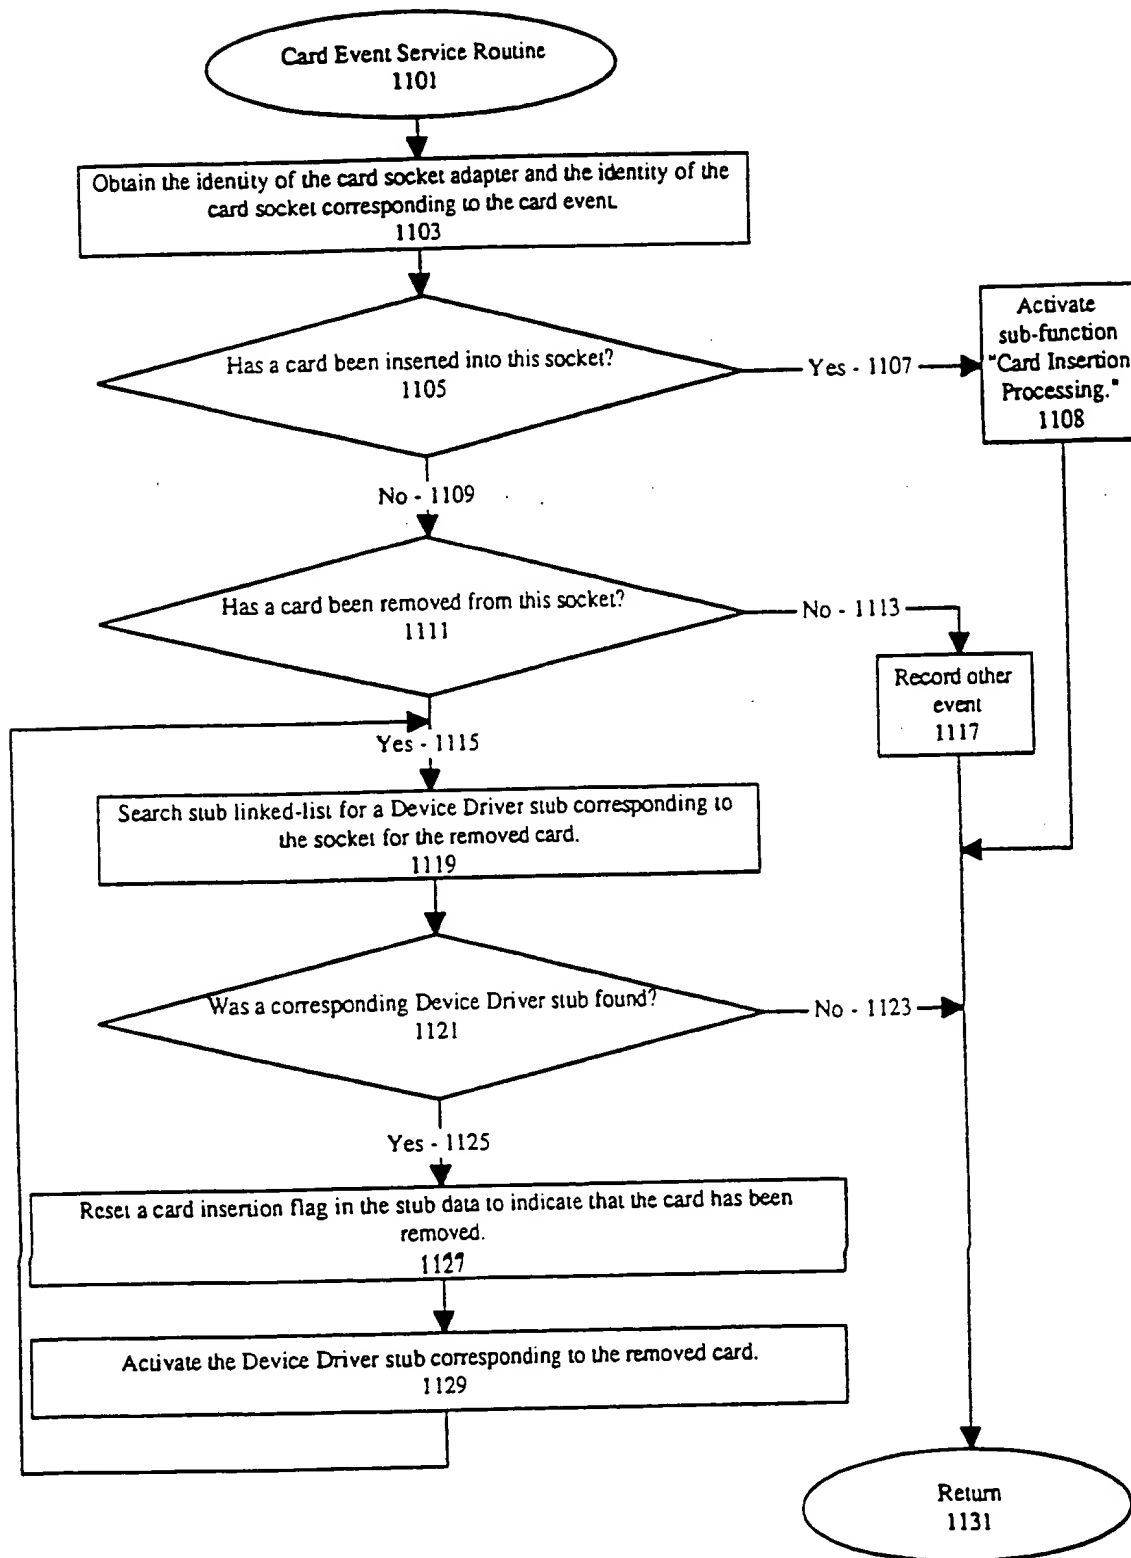 Card Event Service Routine
1101
Obtain the identity of the card socket adapter and the identity of the
card socket corresponding to the card event.
1103
Has a card been inserted into this socket?
1105
Yes - 1107
Activate
sub-function
"Card Insertion
Processing."
1108
No - 1109
Has a card been removed from this socket?
1111
No - 1113
Record other
event
1117
Yes - 1115
Search stub linked-list for a Device Driver stub corresponding to
the socket for the removed card.
1119
Was a corresponding Device Driver stub found?
1121
No - 1123
Yes - 1125
Reset a card insertion flag in the stub data to indicate that the card has been
removed.
1127
Activate the Device Driver stub corresponding to the removed card.
1129
Return
1131